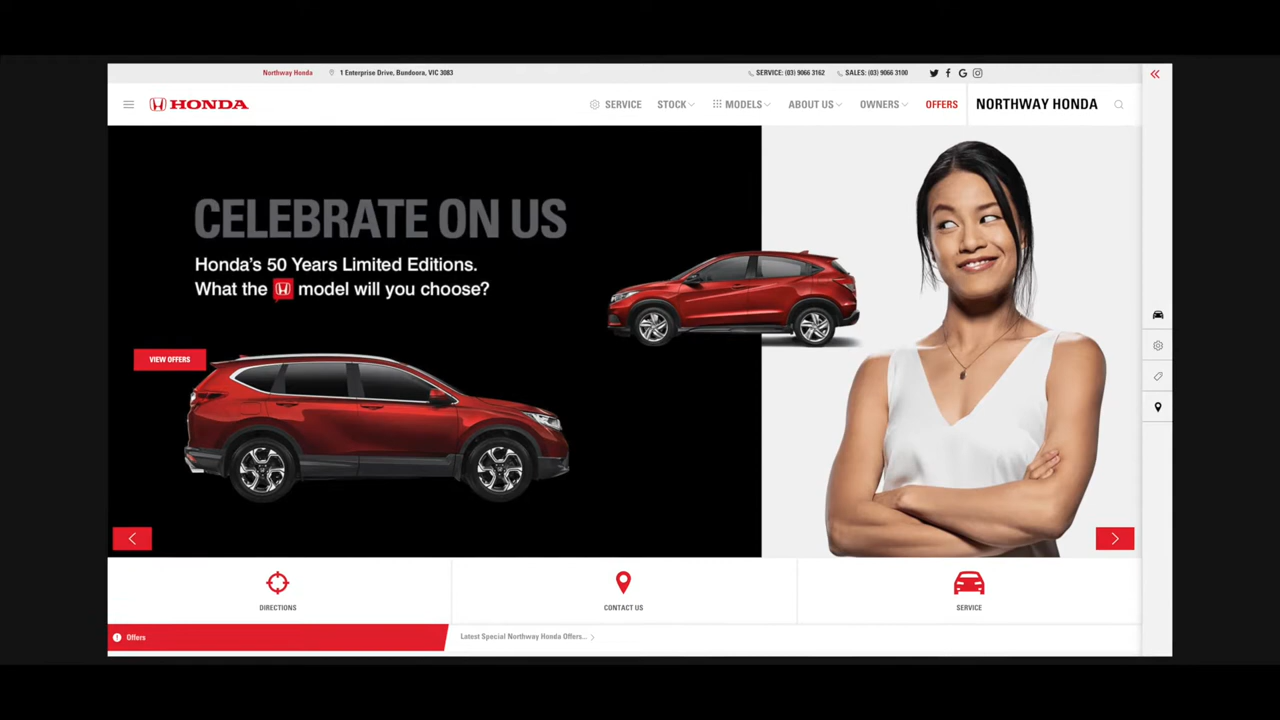 Northway Honda
1 Enterprise Drive, Bundoora, VIC 3083
SERVICE: (03) 9066 3162
SALES: (03) 9066 3100
HONDA
SERVICE
STOCK
MODELS
ABOUT US
OWNERS
OFFERS
NORTHWAY HONDA
CELEBRATE ON US
Honda's 50 Years Limited Editions.
What the model will you choose?
VIEW OFFERS
DIRECTIONS
CONTACT US
SERVICE
Offers
Latest Special Northway Honda Offers...